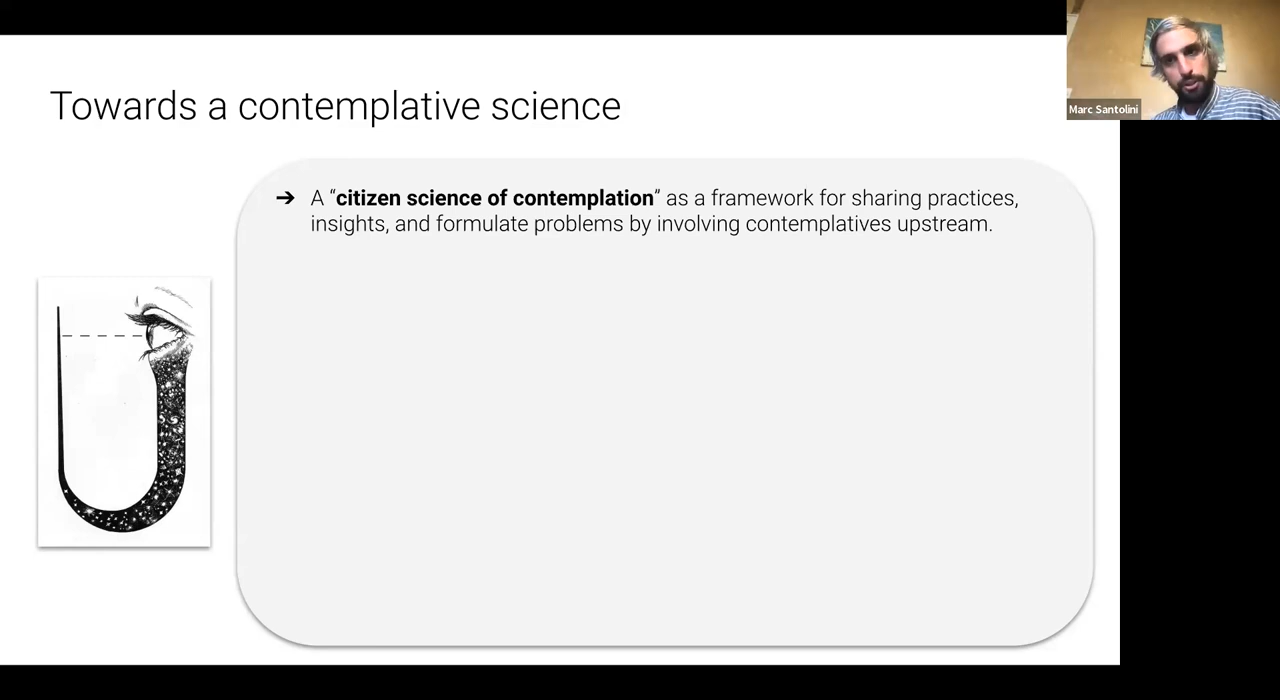 Marc Santolini
Towards a contemplative science
➔ A “citizen science of contemplation” as a framework for sharing practices,
insights, and formulate problems by involving contemplatives upstream.